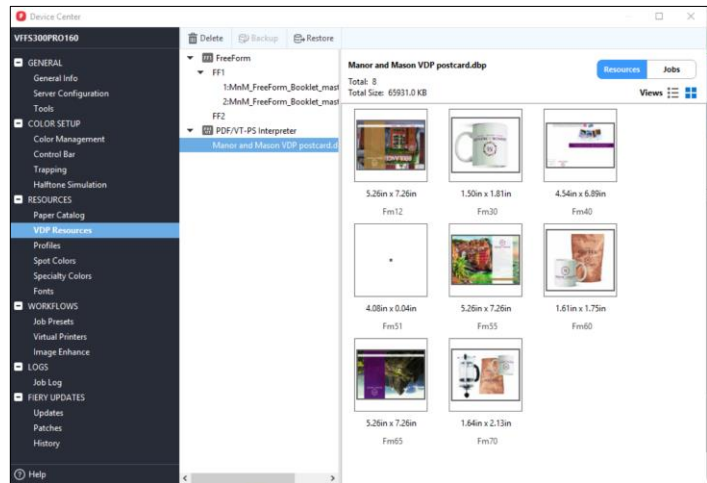 Device Center
VFFS300PRO160
GENERAL
General Info
Server Configuration
Tools
COLOR SETUP
Color Management
Control Bar
Trapping
Halftone Simulation
RESOURCES
Paper Catalog
VDP Resources
Profiles
Spot Colors
Specialty Colors
Fonts
WORKFLOWS
Job Presets
Virtual Printers
Image Enhance
LOGS
Job Log
FIERY UPDATES
Updates
Patches
History
Help
Delete Backup Restore
FreeForm
FF1
1:MnM_FreeForm_Booklet_mast
2:MnM_FreeForm_Booklet_mast
FF2
PDF/VT-PS Interpreter
Manor and Mason VDP postcard.d
Manor and Mason VDP postcard.dbp
Total: 8
Total Size: 65931.0 KB
Resources Jobs
Views
5.26in x 7.26in 1.50in x 1.81in 4.54in x 6.89in
Fm12 Fm30 Fm40
4.08in x 0.04in 5.26in x 7.26in 1.61in x 1.75in
Fm51 Fm55 Fm60
5.26in x 7.26in 1.64in x 2.13in
Fm65 Fm70